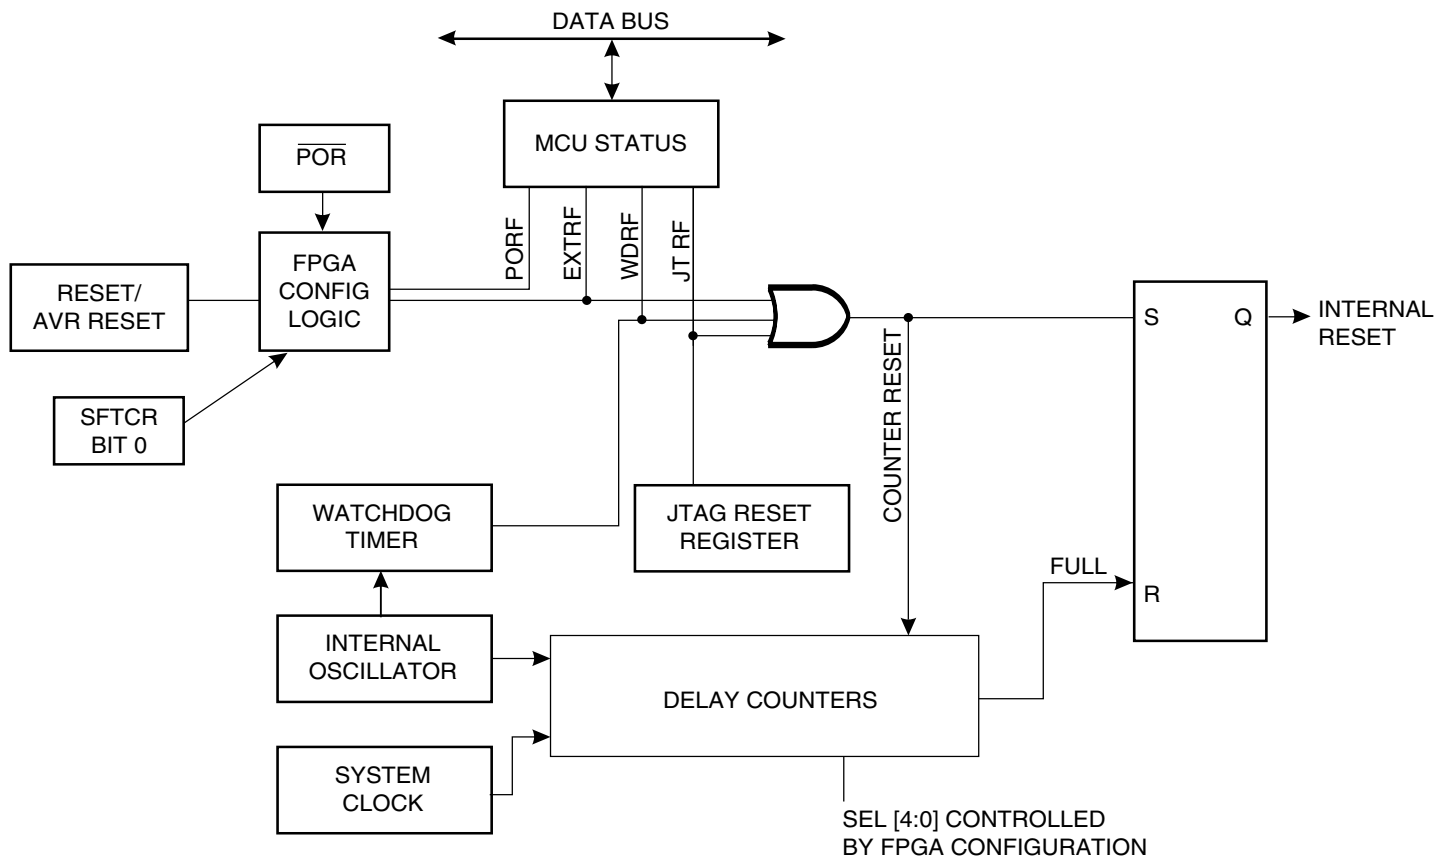 DATA BUS
MCU STATUS
POR
PORF
EXTRF
WDRF
JT RF
FPGA
CONFIG
LOGIC
RESET/
AVR RESET
SFTCR
BIT 0
S
Q
INTERNAL
RESET
COUNTER RESET
WATCHDOG
TIMER
JTAG RESET
REGISTER
FULL
R
INTERNAL
OSCILLATOR
DELAY COUNTERS
SYSTEM
CLOCK
SEL [4:0] CONTROLLED
BY FPGA CONFIGURATION